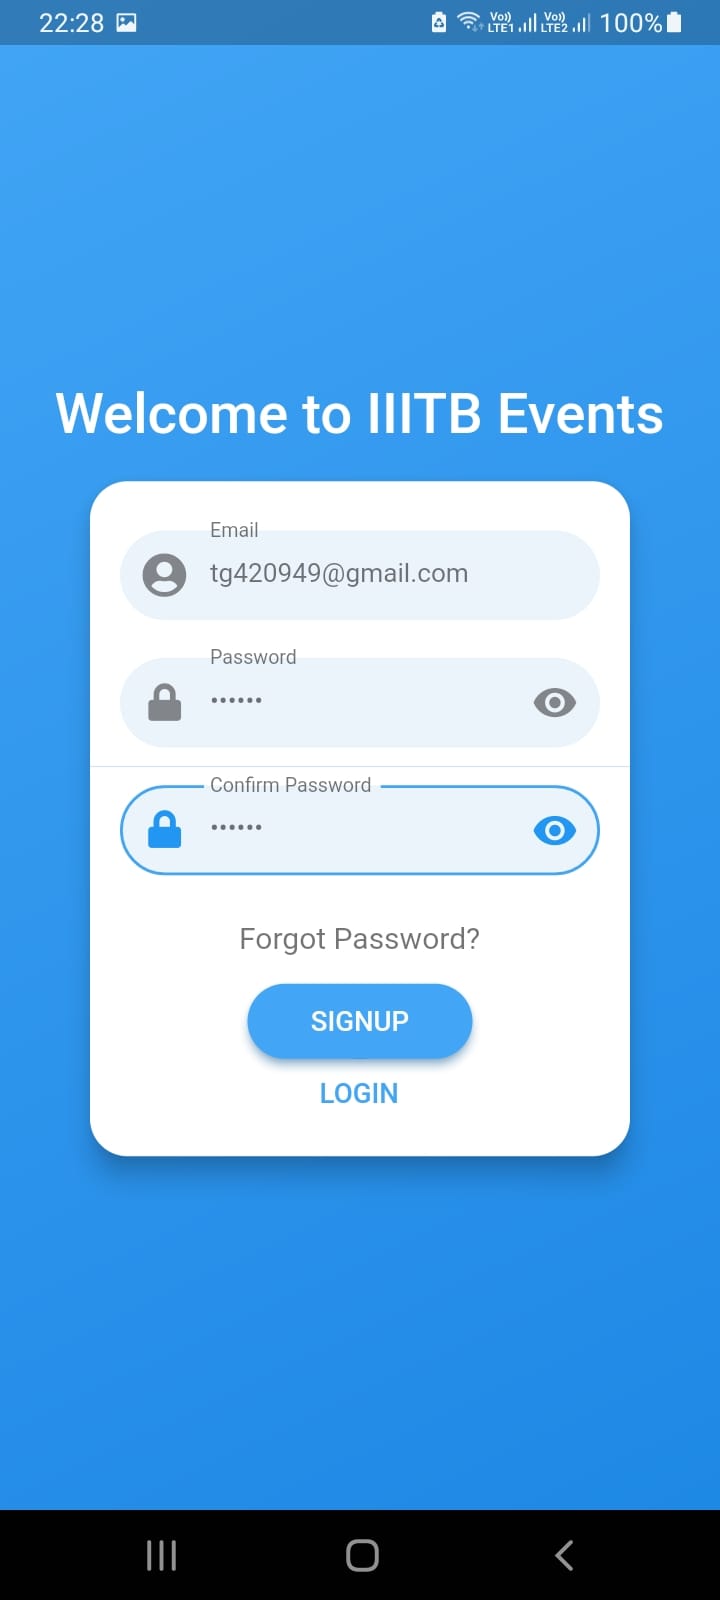 22:28 Vo)) LTE1 Vo)) LTE2 100%
Welcome to IIITB Events
Email
tg420949@gmail.com
Password
••••••
Confirm Password
••••••
Forgot Password?
SIGNUP
LOGIN